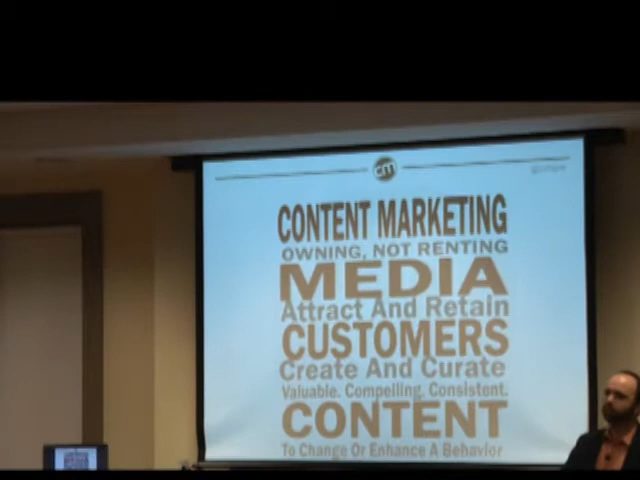 cm
CONTENT MARKETING
OWNING, NOT RENTING
MEDIA
Attract And Retain
CUSTOMERS
Create And Curate
Valuable. Compelling. Consistent.
CONTENT
To Change Or Enhance A Behavior